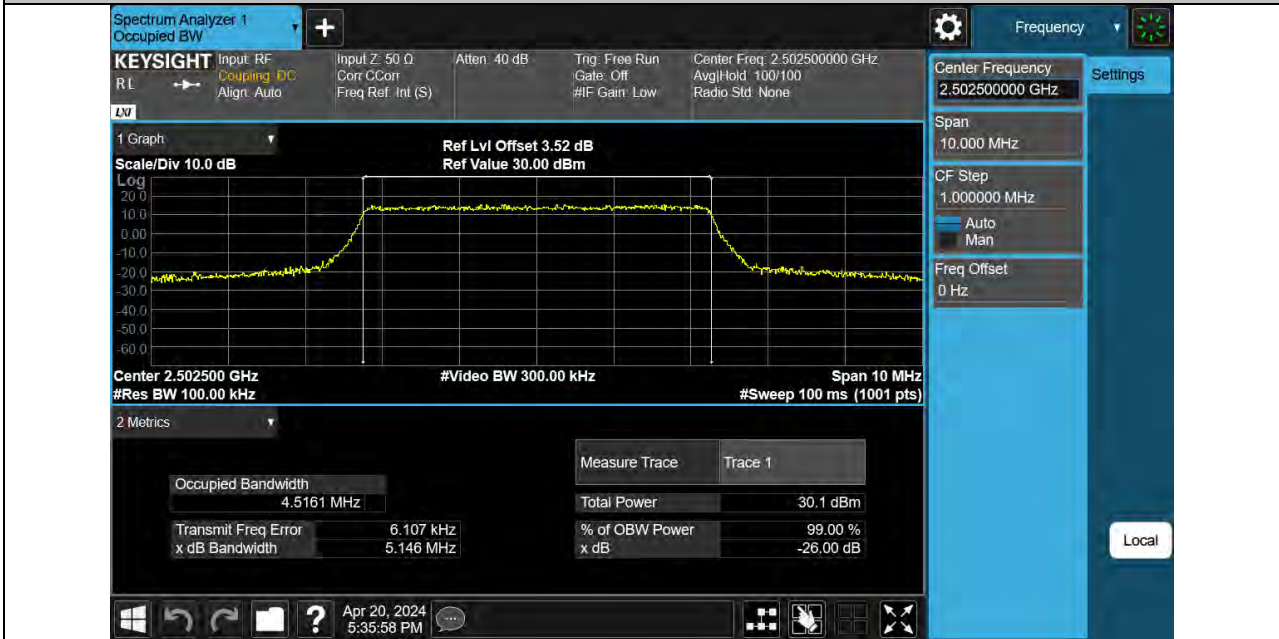 Spectrum Analyzer 1
Occupied BW
Frequency
KEYSIGHT
RL
LXI
Input: RF
Coupling: DC
Align: Auto
Input Z: 50 Ω
Corr CCorr
Freq Ref: Int (S)
Atten: 40 dB
Trig: Free Run
Gate: Off
#IF Gain: Low
Center Freq: 2.502500000 GHz
Avg|Hold: 100/100
Radio Std: None
Center Frequency
2.502500000 GHz
Settings
Span
10.000 MHz
CF Step
1.000000 MHz
Auto
Man
Freq Offset
0 Hz
Local
1 Graph
Scale/Div 10.0 dB
Ref Lvl Offset 3.52 dB
Ref Value 30.00 dBm
Log
20.0
10.0
0.00
-10.0
-20.0
-30.0
-40.0
-50.0
-60.0
Center 2.502500 GHz
#Video BW 300.00 kHz
Span 10 MHz
#Res BW 100.00 kHz
#Sweep 100 ms (1001 pts)
2 Metrics
Measure Trace
Trace 1
Occupied Bandwidth
4.5161 MHz
Total Power
30.1 dBm
Transmit Freq Error
6.107 kHz
% of OBW Power
99.00 %
x dB Bandwidth
5.146 MHz
x dB
-26.00 dB
?
Apr 20, 2024
5:35:58 PM